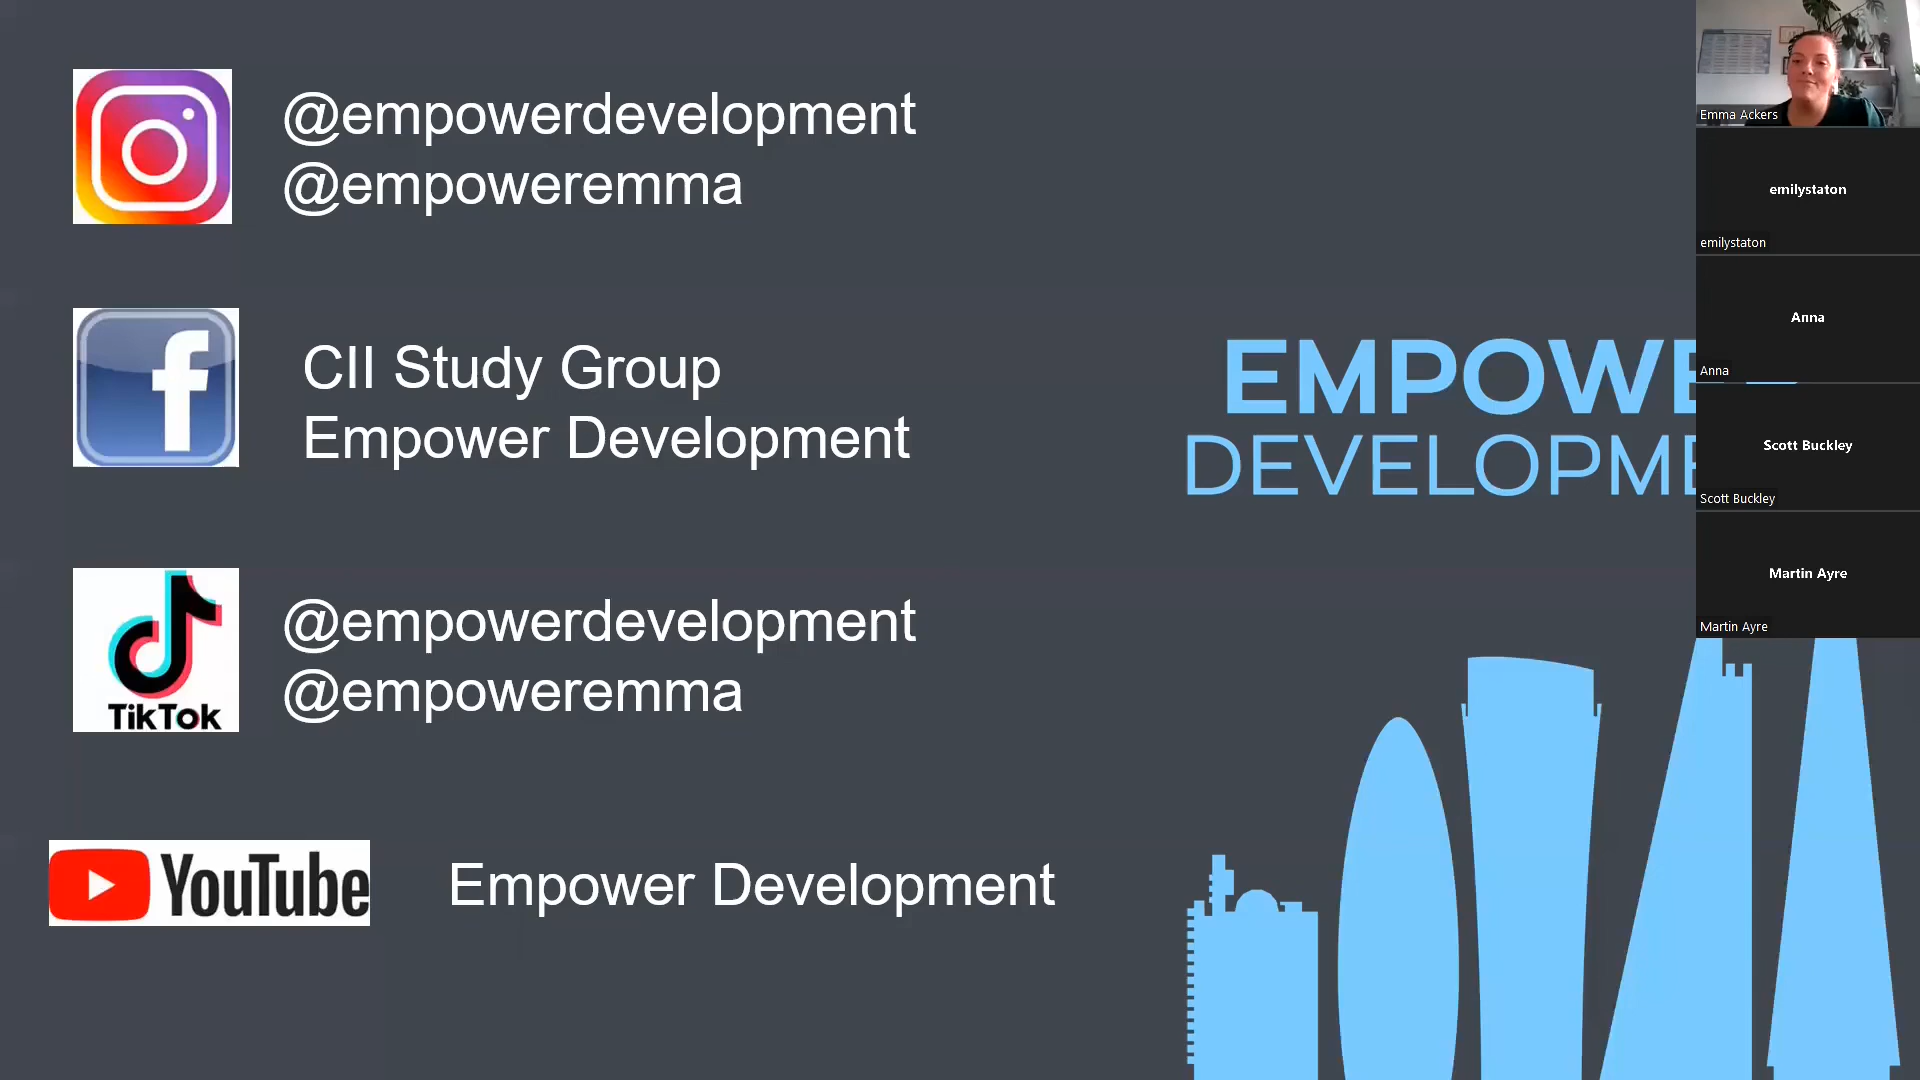 @empowerdevelopment
@empoweremma
CII Study Group
Empower Development
TikTok
@empowerdevelopment
@empoweremma
YouTube
Empower Development
EMPOWE
DEVELOPME
Emma Ackers
emilystaton
emilystaton
Anna
Anna
Scott Buckley
Scott Buckley
Martin Ayre
Martin Ayre